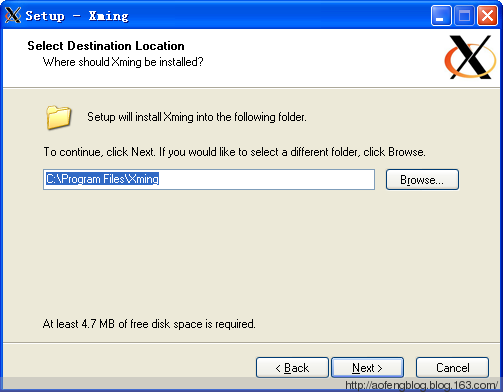 Setup - Xming
Select Destination Location
Where should Xming be installed?
Setup will install Xming into the following folder.
To continue, click Next. If you would like to select a different folder, click Browse.
C:\Program Files\Xming
Browse...
At least 4.7 MB of free disk space is required.
< Back
Next >
Cancel
http://aofengblog.blog.163.com/